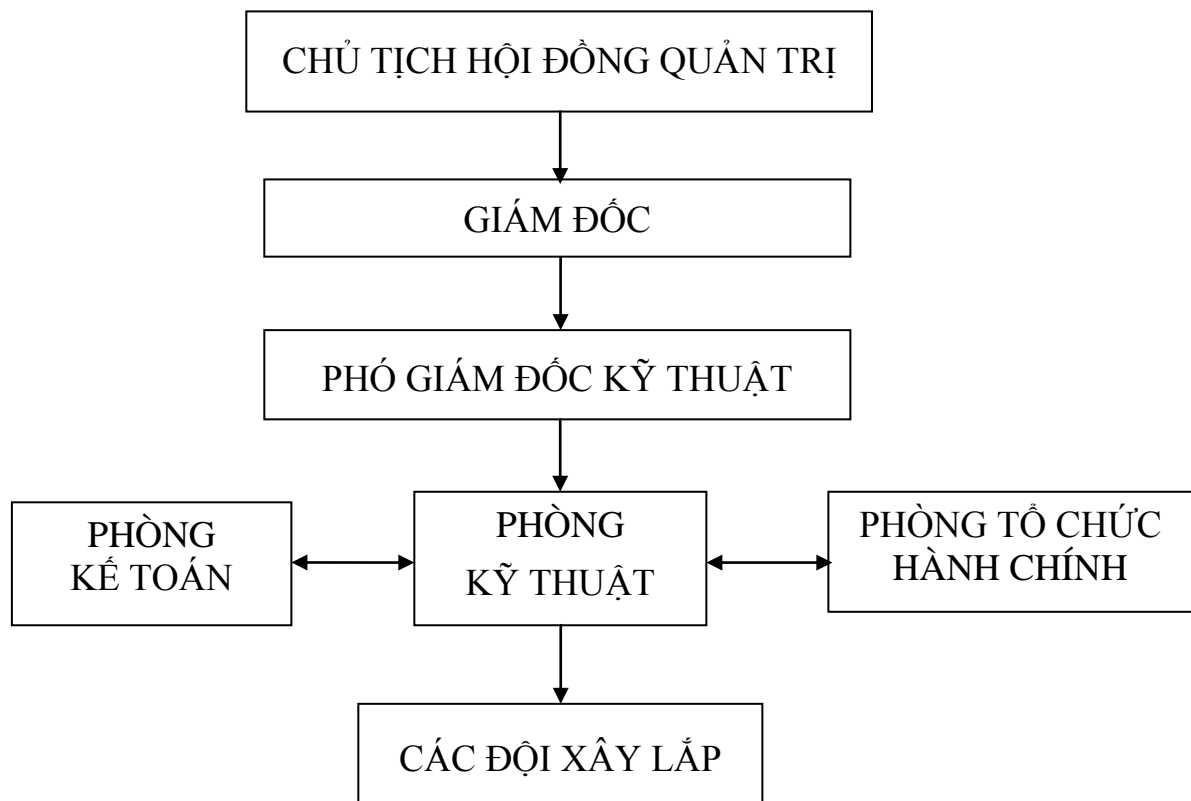 CHỦ TỊCH HỘI ĐỒNG QUẢN TRỊ
GIÁM ĐỐC
PHÓ GIÁM ĐỐC KỸ THUẬT
PHÒNG
KẾ TOÁN
PHÒNG
KỸ THUẬT
PHÒNG TỔ CHỨC
HÀNH CHÍNH
CÁC ĐỘI XÂY LẮP